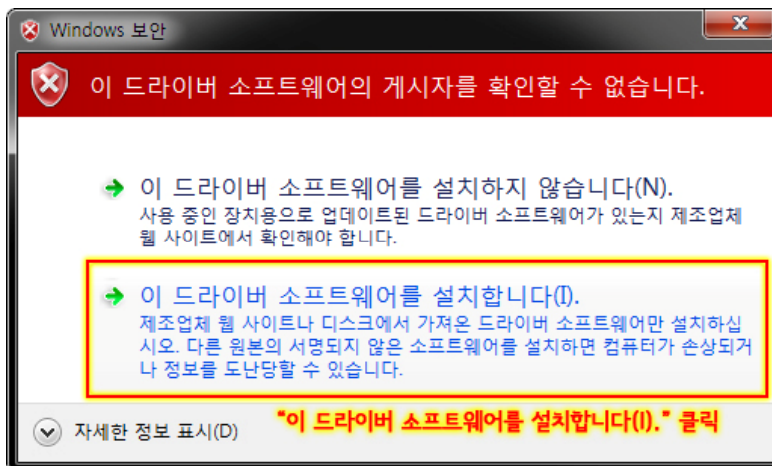 Windows 보안
이 드라이버 소프트웨어의 게시자를 확인할 수 없습니다.
이 드라이버 소프트웨어를 설치하지 않습니다(N).
사용 중인 장치용으로 업데이트된 드라이버 소프트웨어가 있는지 제조업체
웹 사이트에서 확인해야 합니다.
이 드라이버 소프트웨어를 설치합니다(I).
제조업체 웹 사이트나 디스크에서 가져온 드라이버 소프트웨어만 설치하십
시오. 다른 원본의 서명되지 않은 소프트웨어를 설치하면 컴퓨터가 손상되거
나 정보를 도난당할 수 있습니다.
자세한 정보 표시(D)
"이 드라이버 소프트웨어를 설치합니다(I)." 클릭